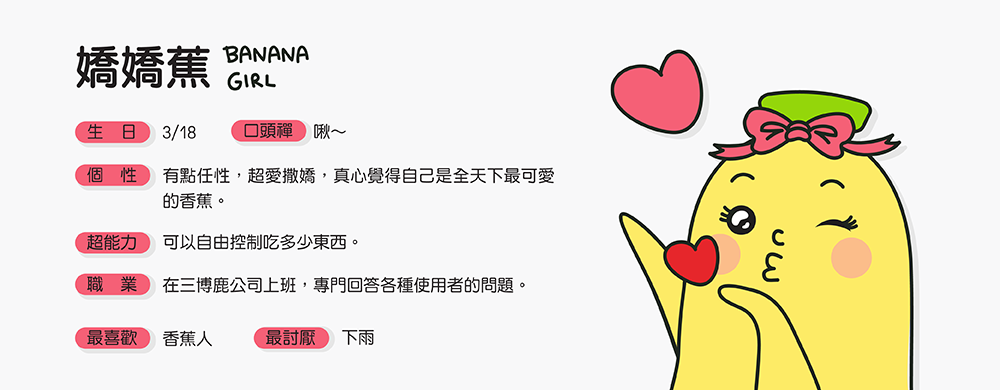 嬌嬌蕉 BANANA
GIRL
生日 3/18 口頭禪 啾～
個性 有點任性，超愛撒嬌，真心覺得自己是全天下最可愛
的香蕉。
超能力 可以自由控制吃多少東西。
職業 在三博鹿公司上班，專門回答各種使用者的問題。
最喜歡 香蕉人 最討厭 下雨